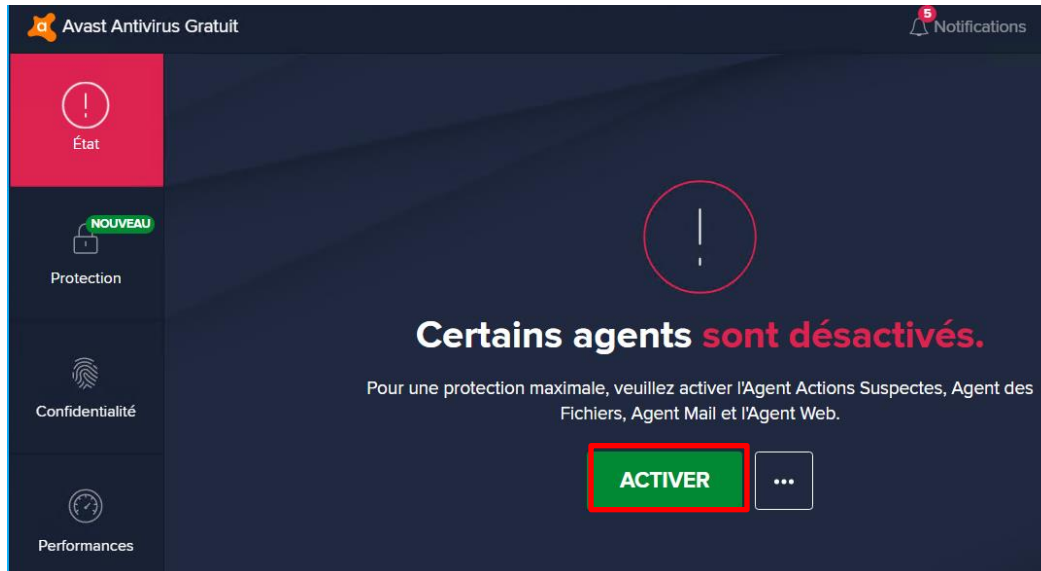 Avast Antivirus Gratuit
5
Notifications
État
NOUVEAU
Protection
Confidentialité
Performances
Certains agents sont désactivés.
Pour une protection maximale, veuillez activer l'Agent Actions Suspectes, Agent des
Fichiers, Agent Mail et l'Agent Web.
ACTIVER
...